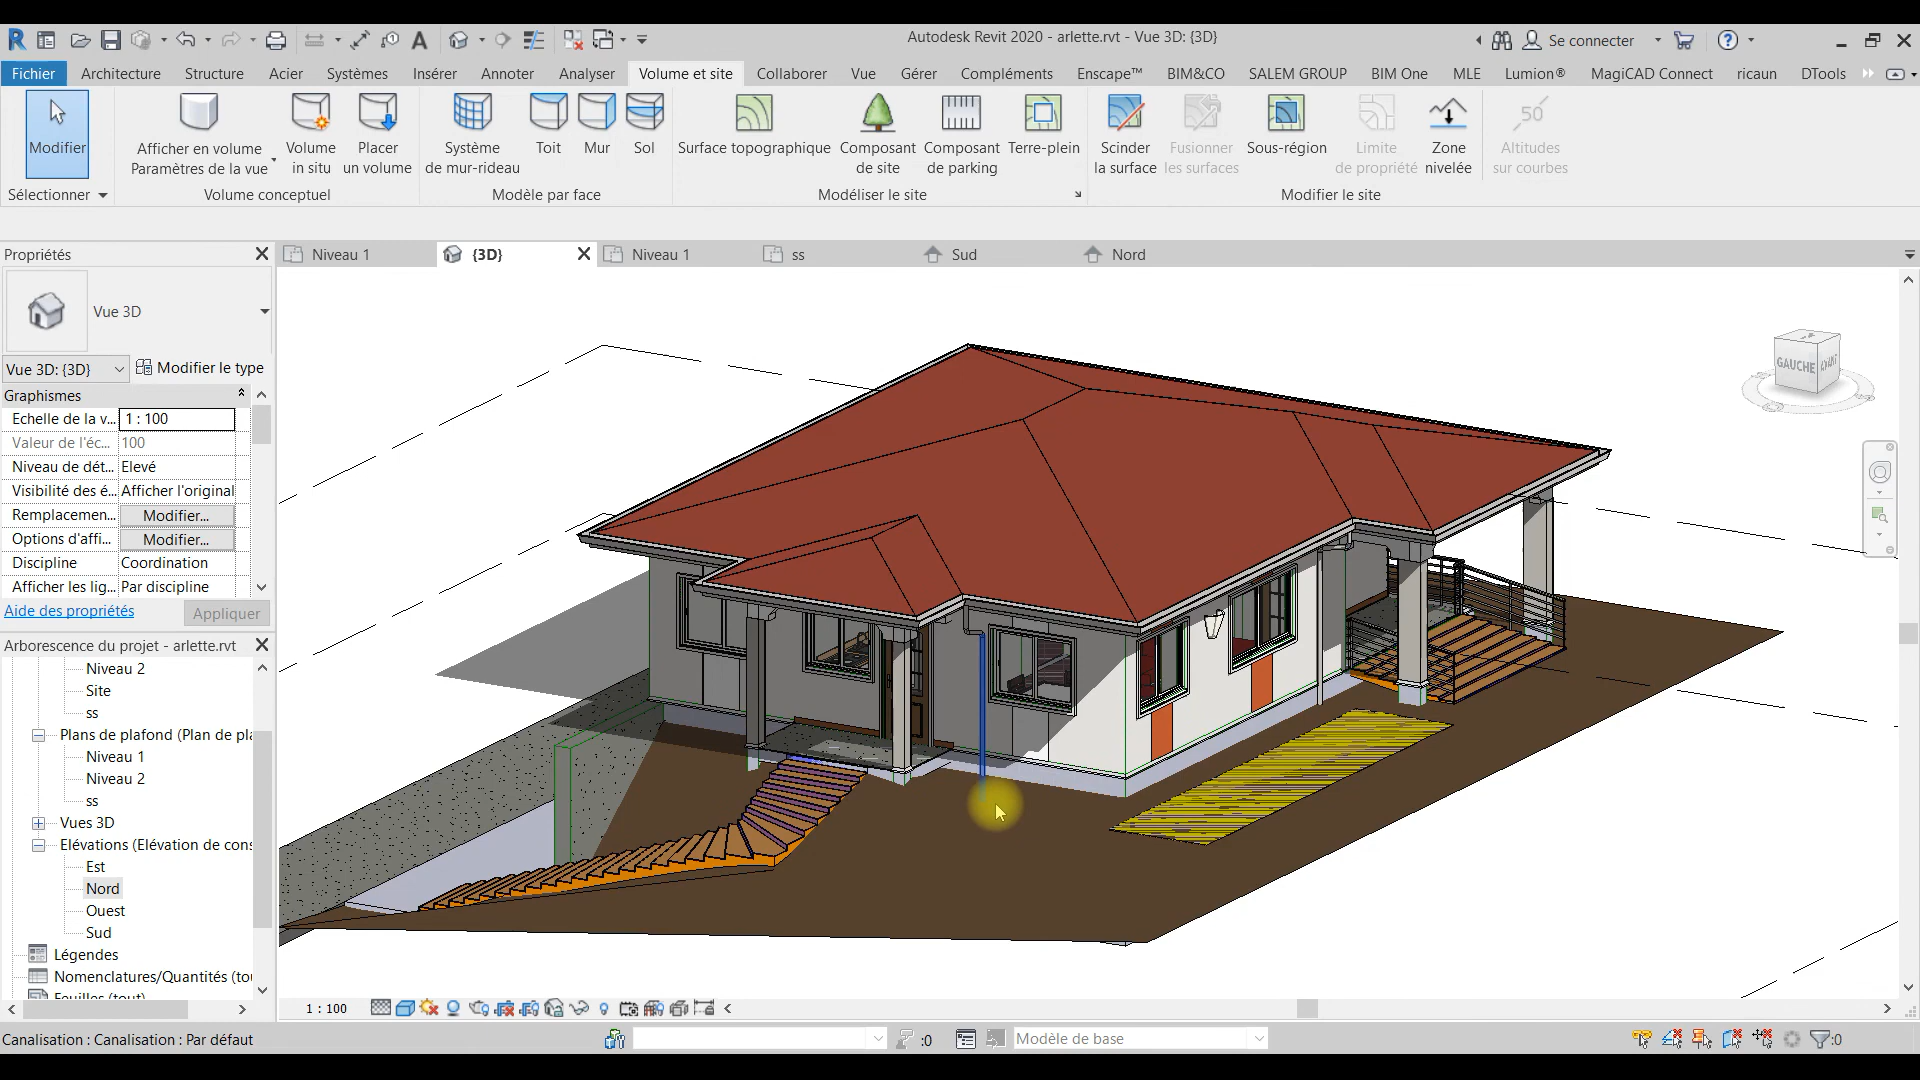 Autodesk Revit 2020 - arlette.rvt - Vue 3D: {3D}
Se connecter
Fichier Architecture Structure Acier Systèmes Insérer Annoter Analyser Volume et site Collaborer Vue Gérer Compléments Enscape™ BIM&CO SALEM GROUP BIM One MLE Lumion® MagiCAD Connect ricaun DTools
Modifier
Afficher en volume
Paramètres de la vue
Volume
in situ
Placer
un volume
Système
de mur-rideau
Toit
Mur
Sol
Surface topographique
Composant
de site
Composant
de parking
Terre-plein
Scinder
la surface
Fusionner
les surfaces
Sous-région
Limite
de propriété
Zone
nivelée
50
Altitudes
sur courbes
Sélectionner
Volume conceptuel
Modèle par face
Modéliser le site
Modifier le site
Propriétés
Niveau 1
{3D}
Niveau 1
ss
Sud
Nord
Vue 3D
Vue 3D: {3D}
Modifier le type
Graphismes
Echelle de la v... 1 : 100
Valeur de l'éc... 100
Niveau de dét... Elevé
Visibilité des é... Afficher l'original
Remplacemen... Modifier...
Options d'affi... Modifier...
Discipline Coordination
Afficher les lig... Par discipline
Aide des propriétés
Appliquer
Arborescence du projet - arlette.rvt
Niveau 2
Site
ss
Plans de plafond (Plan de pla
Niveau 1
Niveau 2
ss
Vues 3D
Elévations (Elévation de cons
Est
Nord
Ouest
Sud
Légendes
Nomenclatures/Quantités (tou
Feuilles (tout)
GAUCHE
AVANT
1 : 100
Canalisation : Canalisation : Par défaut
:0
Modèle de base
:0